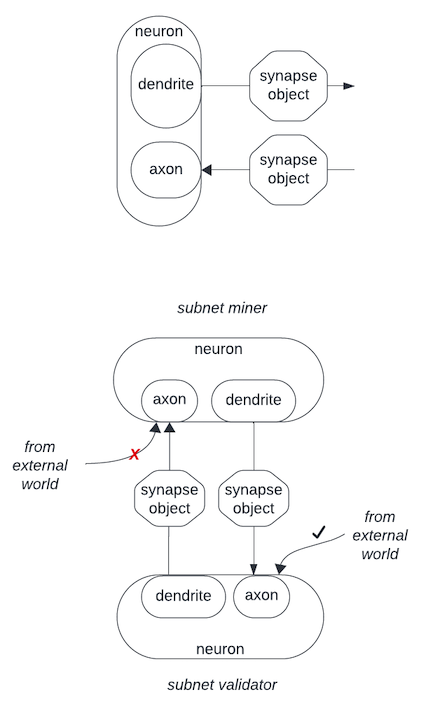 neuron
dendrite
synapse
object
axon
synapse
object
subnet miner
neuron
axon
dendrite
from
external
world
x
synapse
object
synapse
object
from
external
world
dendrite
axon
neuron
subnet validator